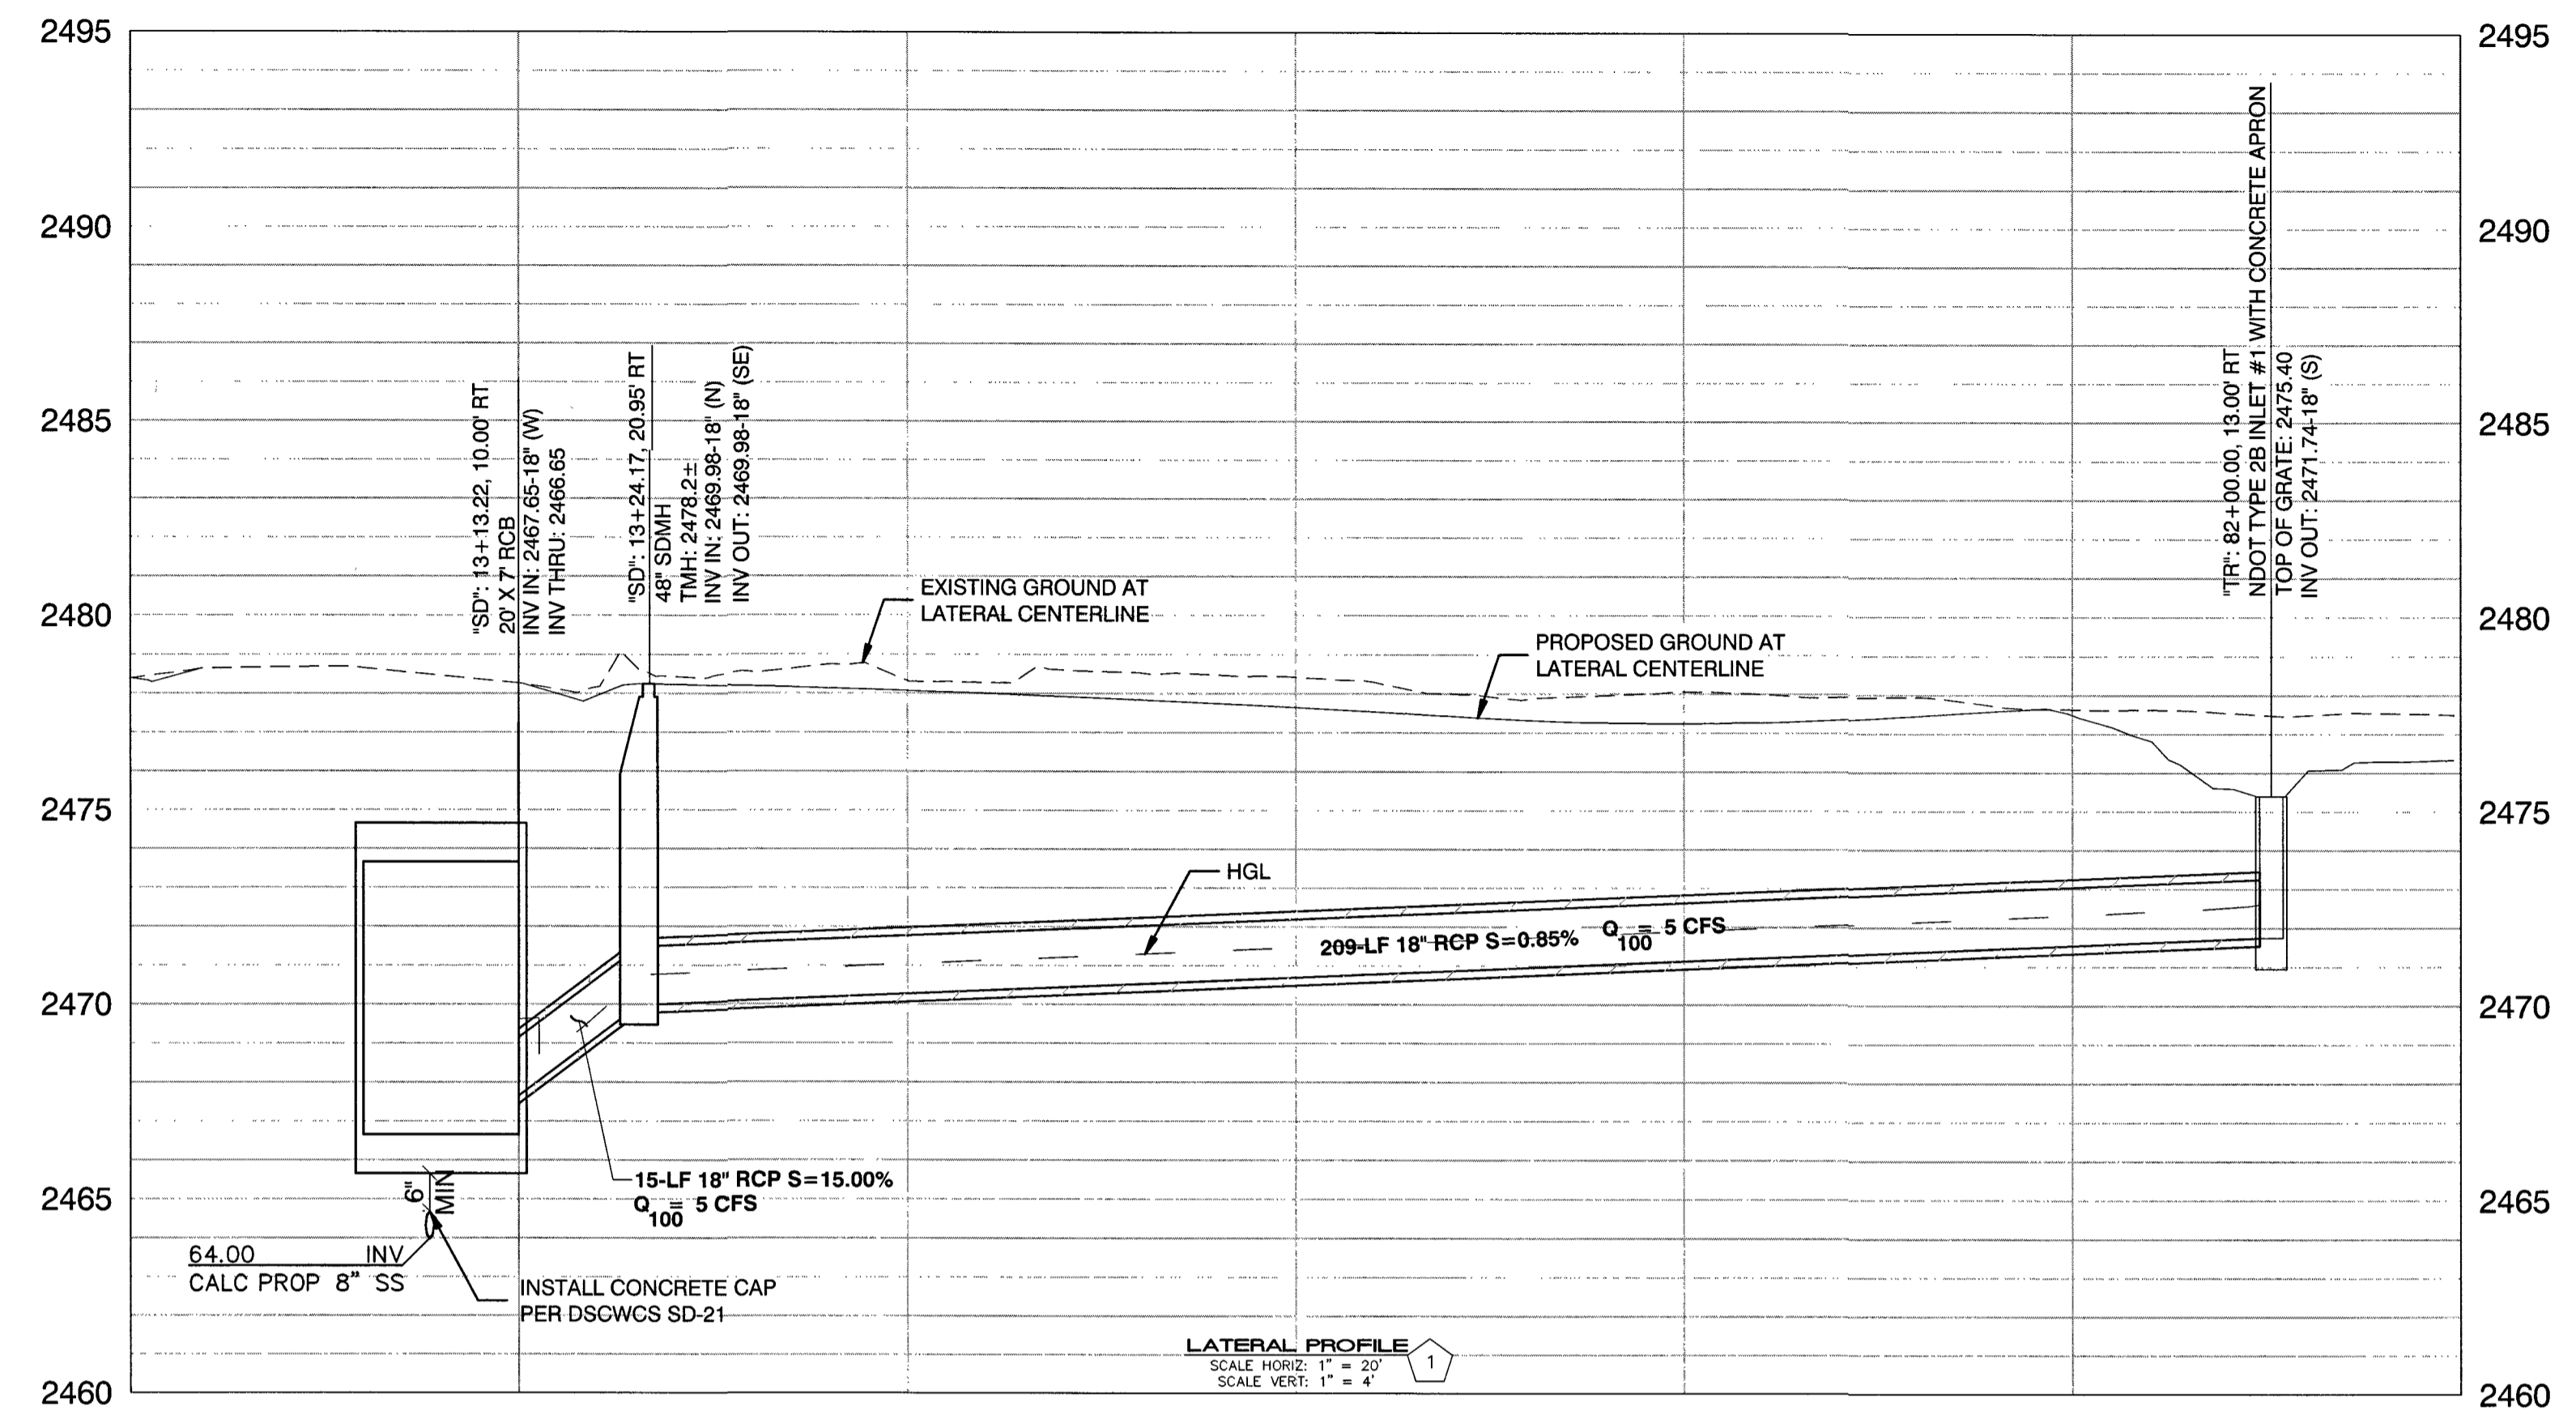 2495
2495
2490
2490
2485
2485
2480
2480
2475
2475
2470
2470
2465
2465
2460
2460
"SD": 13+13.22, 10.00' RT
20' X 7' RCB
INV IN: 2467.65-18" (W)
INV THRU: 2466.65
"SD": 13+24.17, 20.95' RT
48" SDMH
TMH: 2478.2±
INV IN: 2469.98-18" (N)
INV OUT: 2469.98-18" (SE)
"TR": 82+00.00, 13.00' RT
NDOT TYPE 2B INLET #1 WITH CONCRETE APRON
TOP OF GRATE: 2475.40
INV OUT: 2471.74-18" (S)
EXISTING GROUND AT
LATERAL CENTERLINE
PROPOSED GROUND AT
LATERAL CENTERLINE
HGL
209-LF 18" RCP S=0.85% Q100= 5 CFS
15-LF 18" RCP S=15.00%
Q100= 5 CFS
6"
MIN
64.00 INV
CALC PROP 8" SS
INSTALL CONCRETE CAP
PER DSCWCS SD-21
LATERAL PROFILE 1
SCALE HORIZ: 1" = 20'
SCALE VERT: 1" = 4'